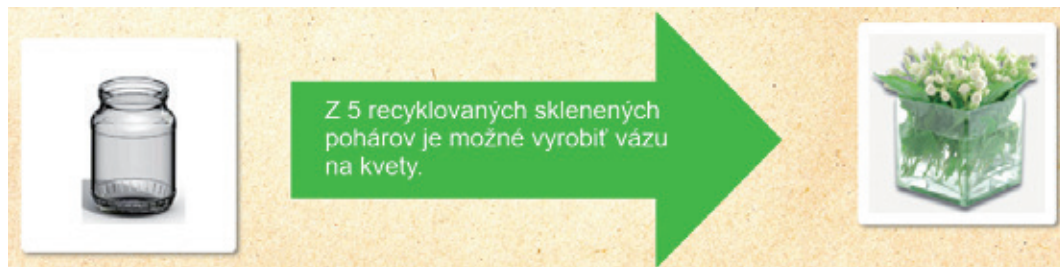 Z 5 recyklovaných sklenených
pohárov je možné vyrobiť vázu
na kvety.